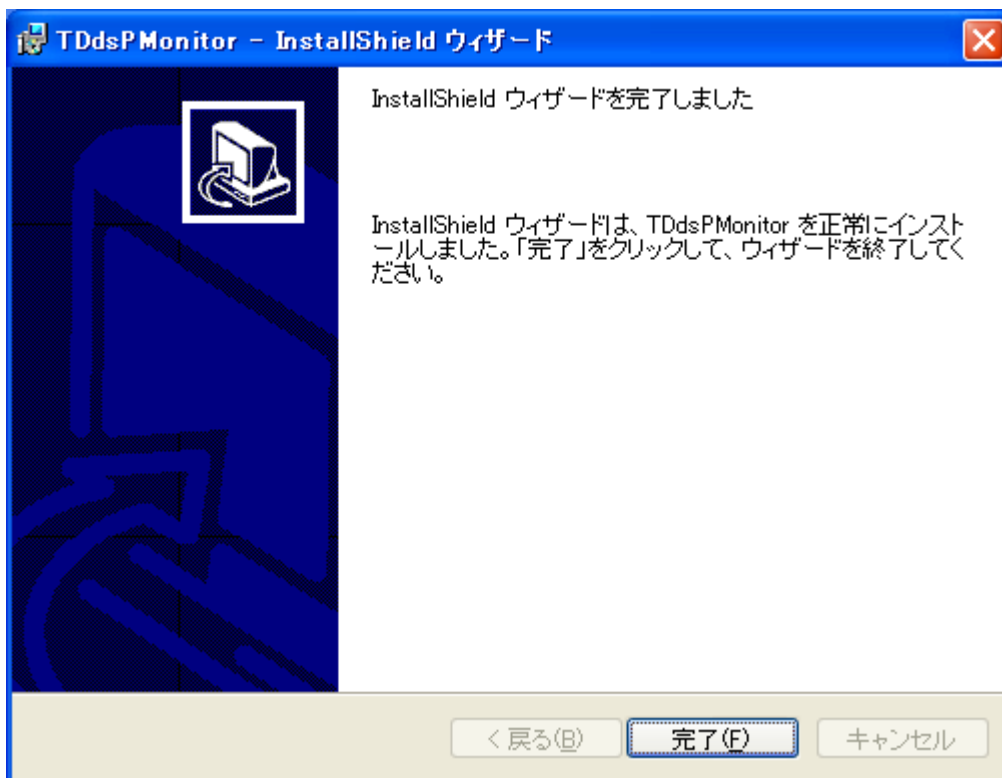 TDdsPMonitor - InstallShield ウィザード
InstallShield ウィザードを完了しました
InstallShield ウィザードは、TDdsPMonitor を正常にインスト
ールしました。「完了」をクリックして、ウィザードを終了してく
ださい。
< 戻る(B) 完了(F) キャンセル